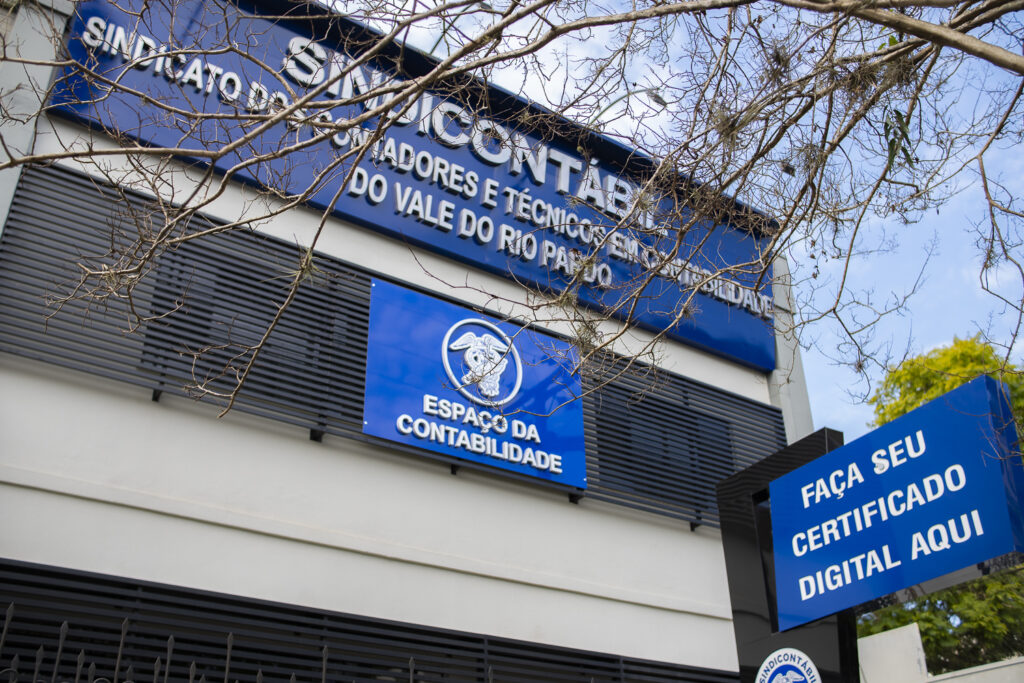 SINDICONTÁBIL
SINDICATO DOS CONTADORES E TÉCNICOS EM CONTABILIDADE
DO VALE DO RIO PARDO
ESPAÇO DA
CONTABILIDADE
FAÇA SEU
CERTIFICADO
DIGITAL AQUI
SINDICONTÁBIL